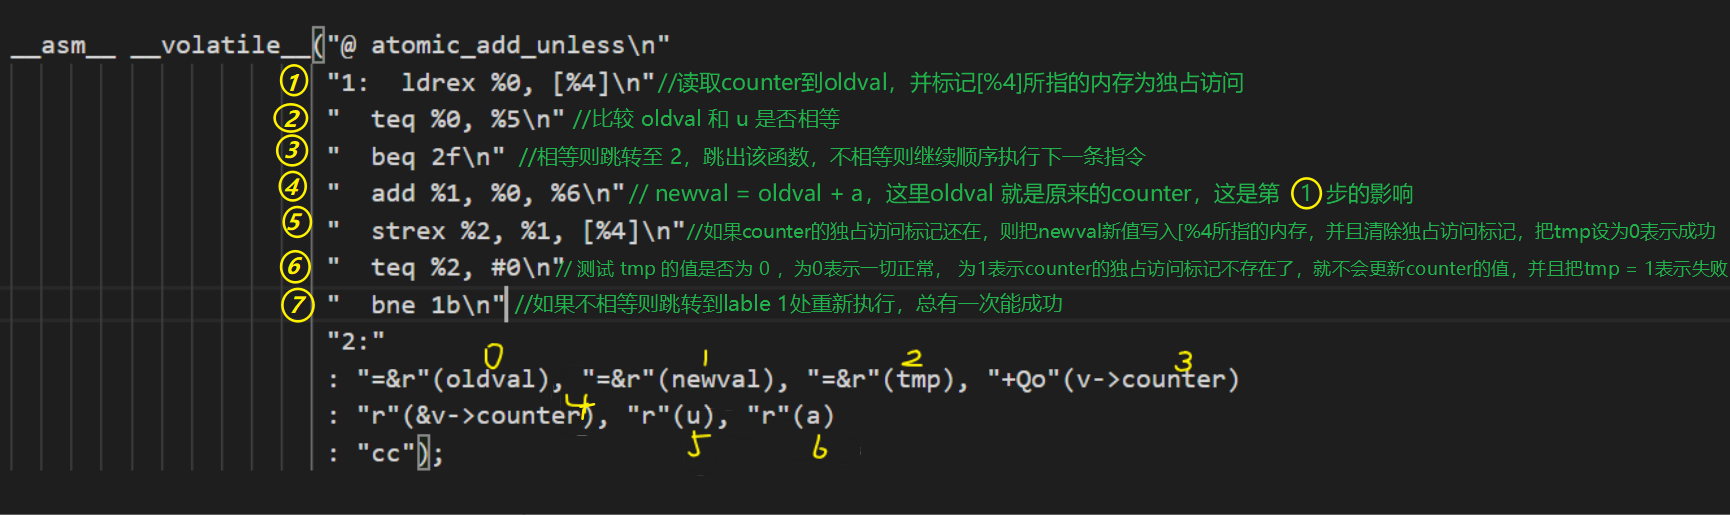 __asm__ __volatile__("@ atomic_add_unless\n"
① "1:  ldrex %0, [%4]\n" //读取counter到oldval，并标记[%4]所指的内存为独占访问
② "  teq %0, %5\n" //比较 oldval 和 u 是否相等
③ "  beq 2f\n" //相等则跳转至 2，跳出该函数，不相等则继续顺序执行下一条指令
④ "  add %1, %0, %6\n" // newval = oldval + a，这里oldval 就是原来的counter，这是第 ① 步的影响
⑤ "  strex %2, %1, [%4]\n" //如果counter的独占访问标记还在，则把newval新值写入[%4所指的内存，并且清除独占访问标记，把tmp设为0表示成功
⑥ "  teq %2, #0\n" // 测试 tmp 的值是否为 0 ，为0表示一切正常， 为1表示counter的独占访问标记不存在了，就不会更新counter的值，并且把tmp = 1表示失败
⑦ "  bne 1b\n" //如果不相等则跳转到lable 1处重新执行，总有一次能成功
"2:"
0 1 2 3
: "=&r"(oldval), "=&r"(newval), "=&r"(tmp), "+Qo"(v->counter)
4
: "r"(&v->counter), "r"(u), "r"(a)
5 6
: "cc");